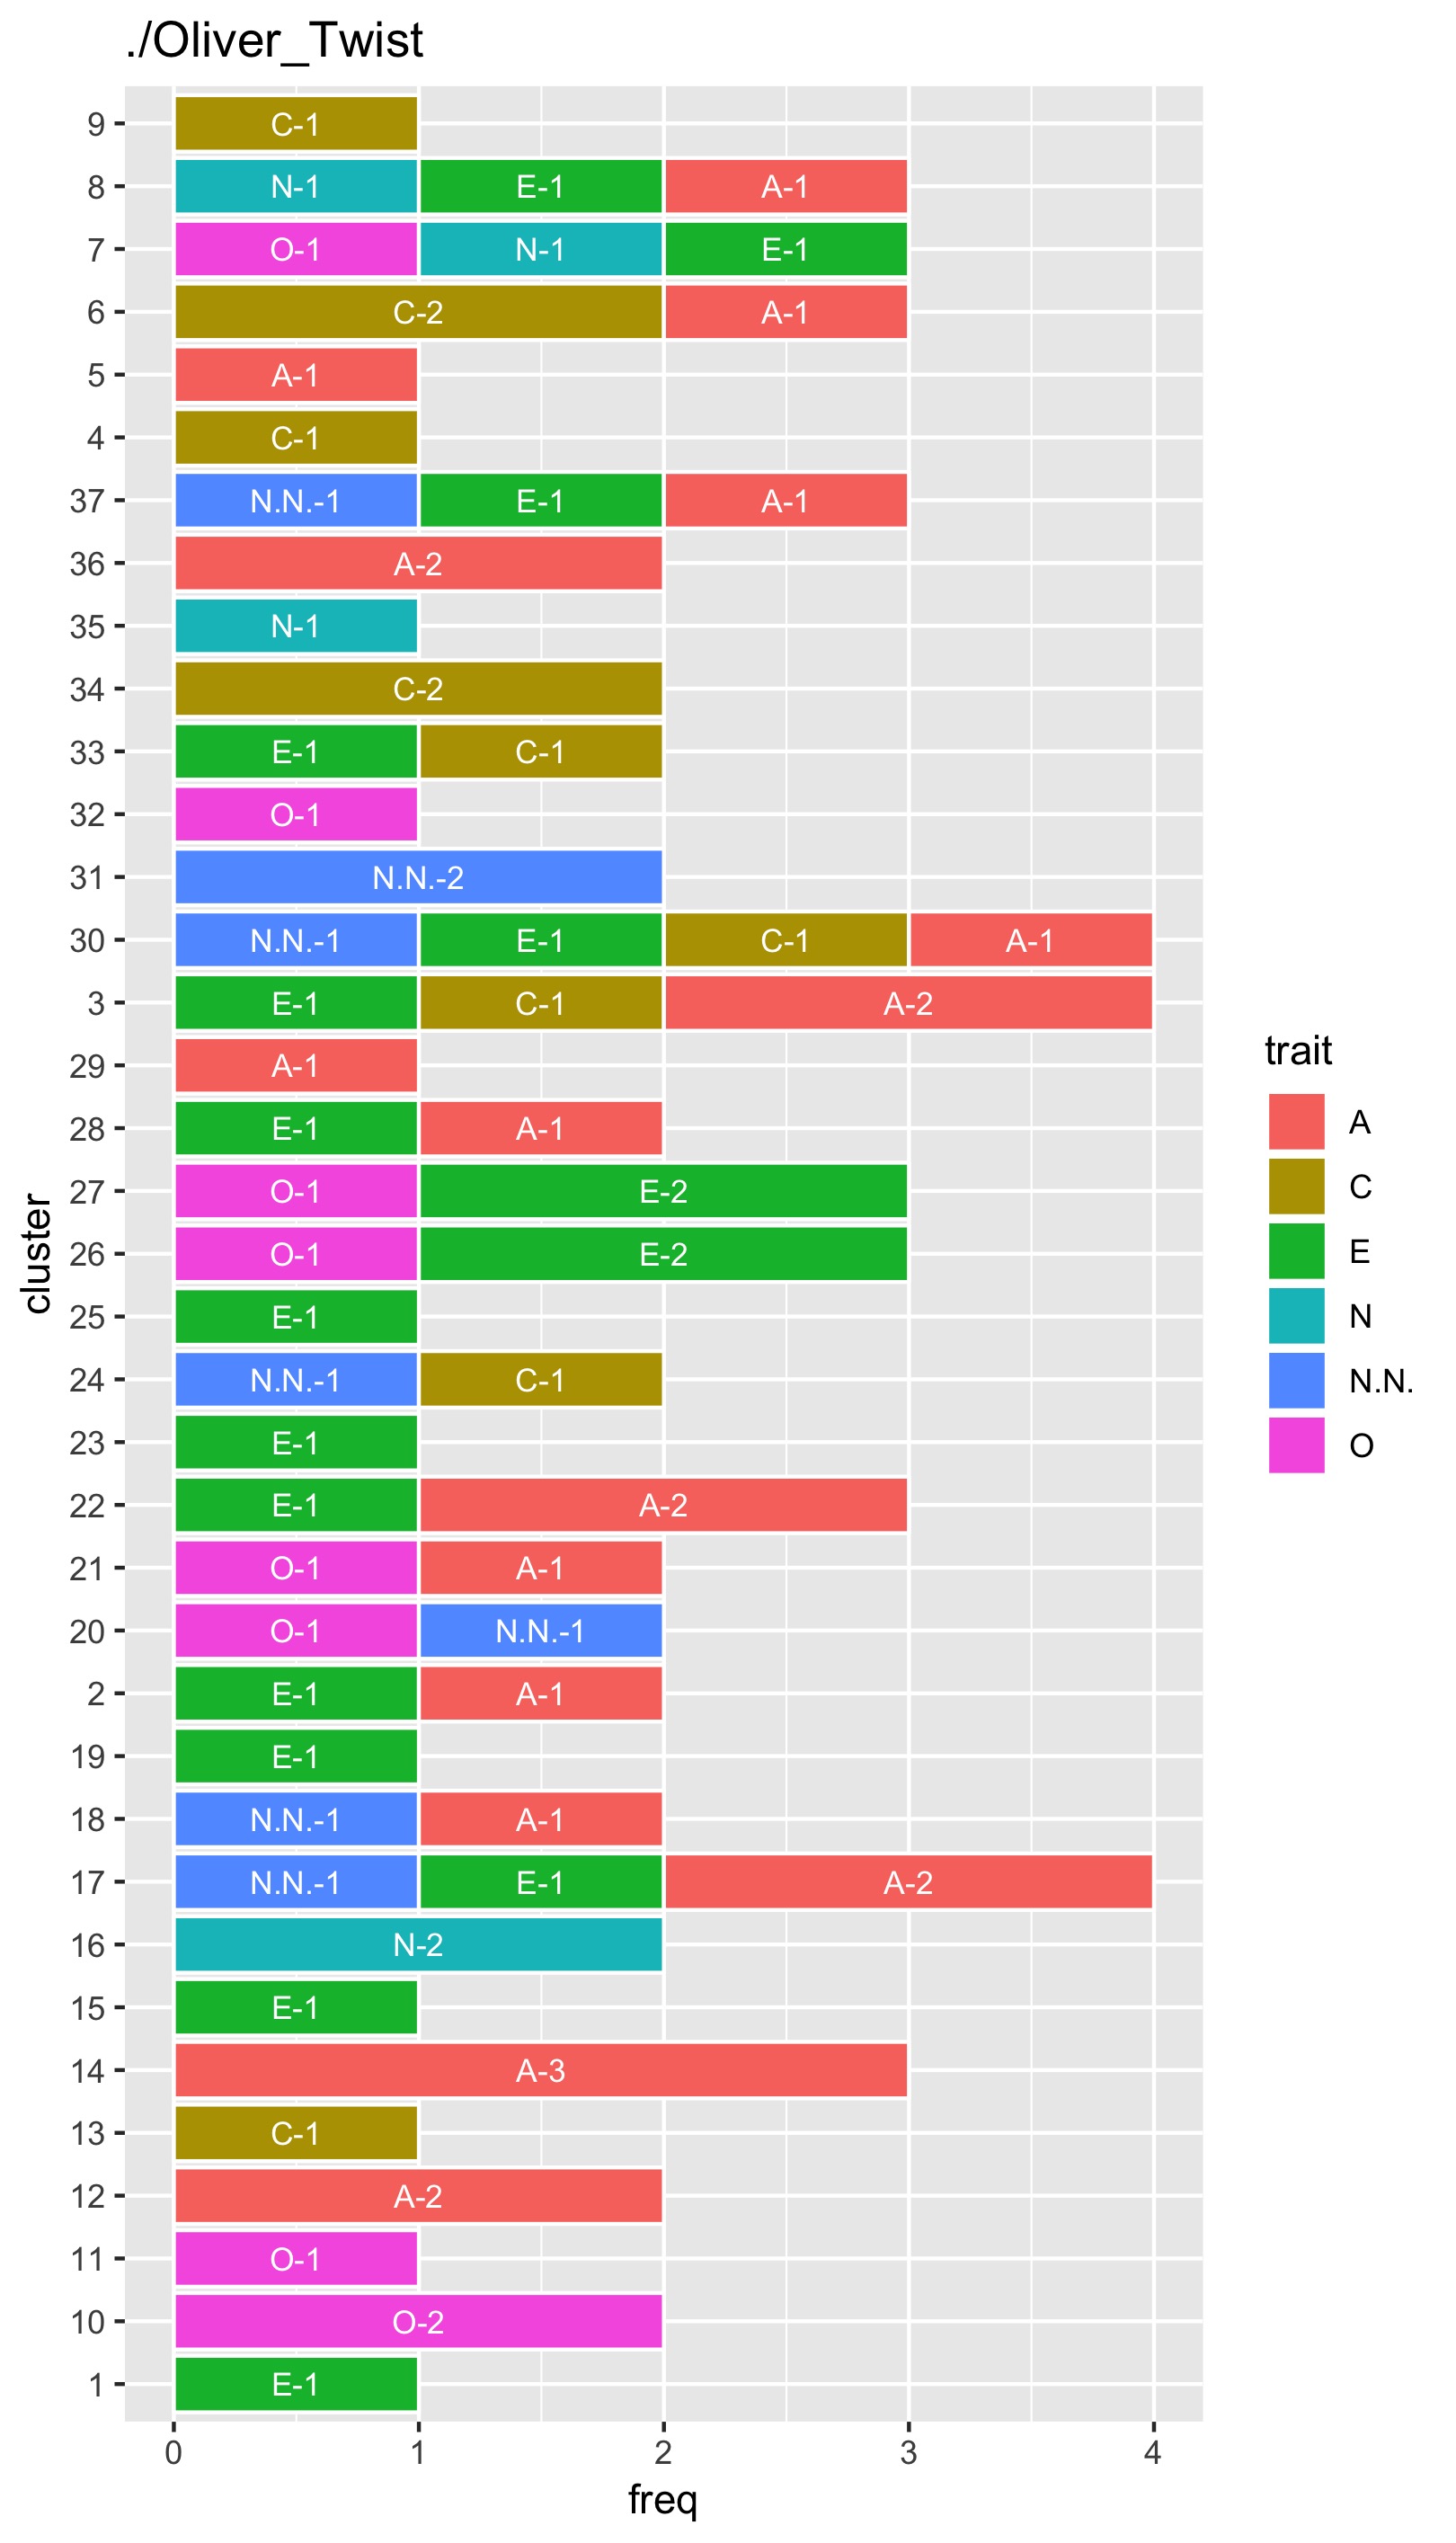 ./Oliver_Twist
9 C-1
8 N-1 E-1 A-1
7 O-1 N-1 E-1
6 C-2 A-1
5 A-1
4 C-1
37 N.N.-1 E-1 A-1
36 A-2
35 N-1
34 C-2
33 E-1 C-1
32 O-1
31 N.N.-2
30 N.N.-1 E-1 C-1 A-1
3 E-1 C-1 A-2
29 A-1
28 E-1 A-1
27 O-1 E-2
26 O-1 E-2
25 E-1
24 N.N.-1 C-1
23 E-1
22 E-1 A-2
21 O-1 A-1
20 O-1 N.N.-1
2 E-1 A-1
19 E-1
18 N.N.-1 A-1
17 N.N.-1 E-1 A-2
16 N-2
15 E-1
14 A-3
13 C-1
12 A-2
11 O-1
10 O-2
1 E-1
0 1 2 3 4
freq
cluster
trait
A
C
E
N
N.N.
O